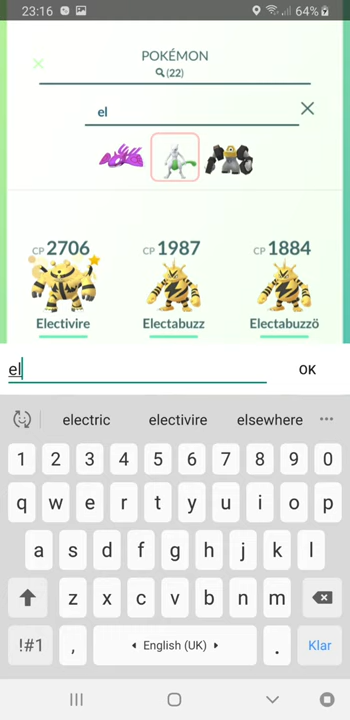 23:16 64%
POKÉMON
(22)
el
CP 2706 CP 1987 CP 1884
Electivire Electabuzz Electabuzzö
el OK
electric electivire elsewhere
1 2 3 4 5 6 7 8 9 0
q w e r t y u i o p
a s d f g h j k l
z x c v b n m
!#1 , English (UK) . Klar